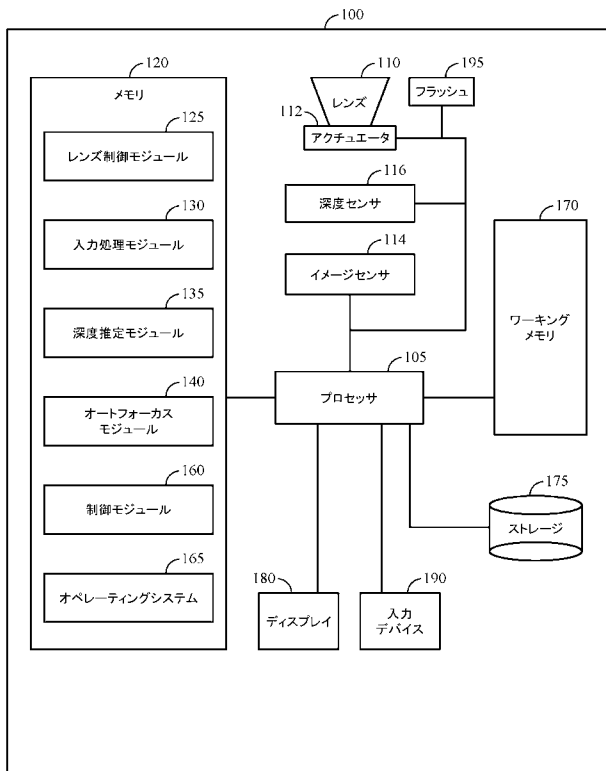 100
120
メモリ
125
レンズ制御モジュール
130
入力処理モジュール
135
深度推定モジュール
140
オートフォーカス
モジュール
160
制御モジュール
165
オペレーティングシステム
110
レンズ
112
アクチュエータ
195
フラッシュ
116
深度センサ
114
イメージセンサ
105
プロセッサ
170
ワーキング
メモリ
175
ストレージ
180
ディスプレイ
190
入力
デバイス